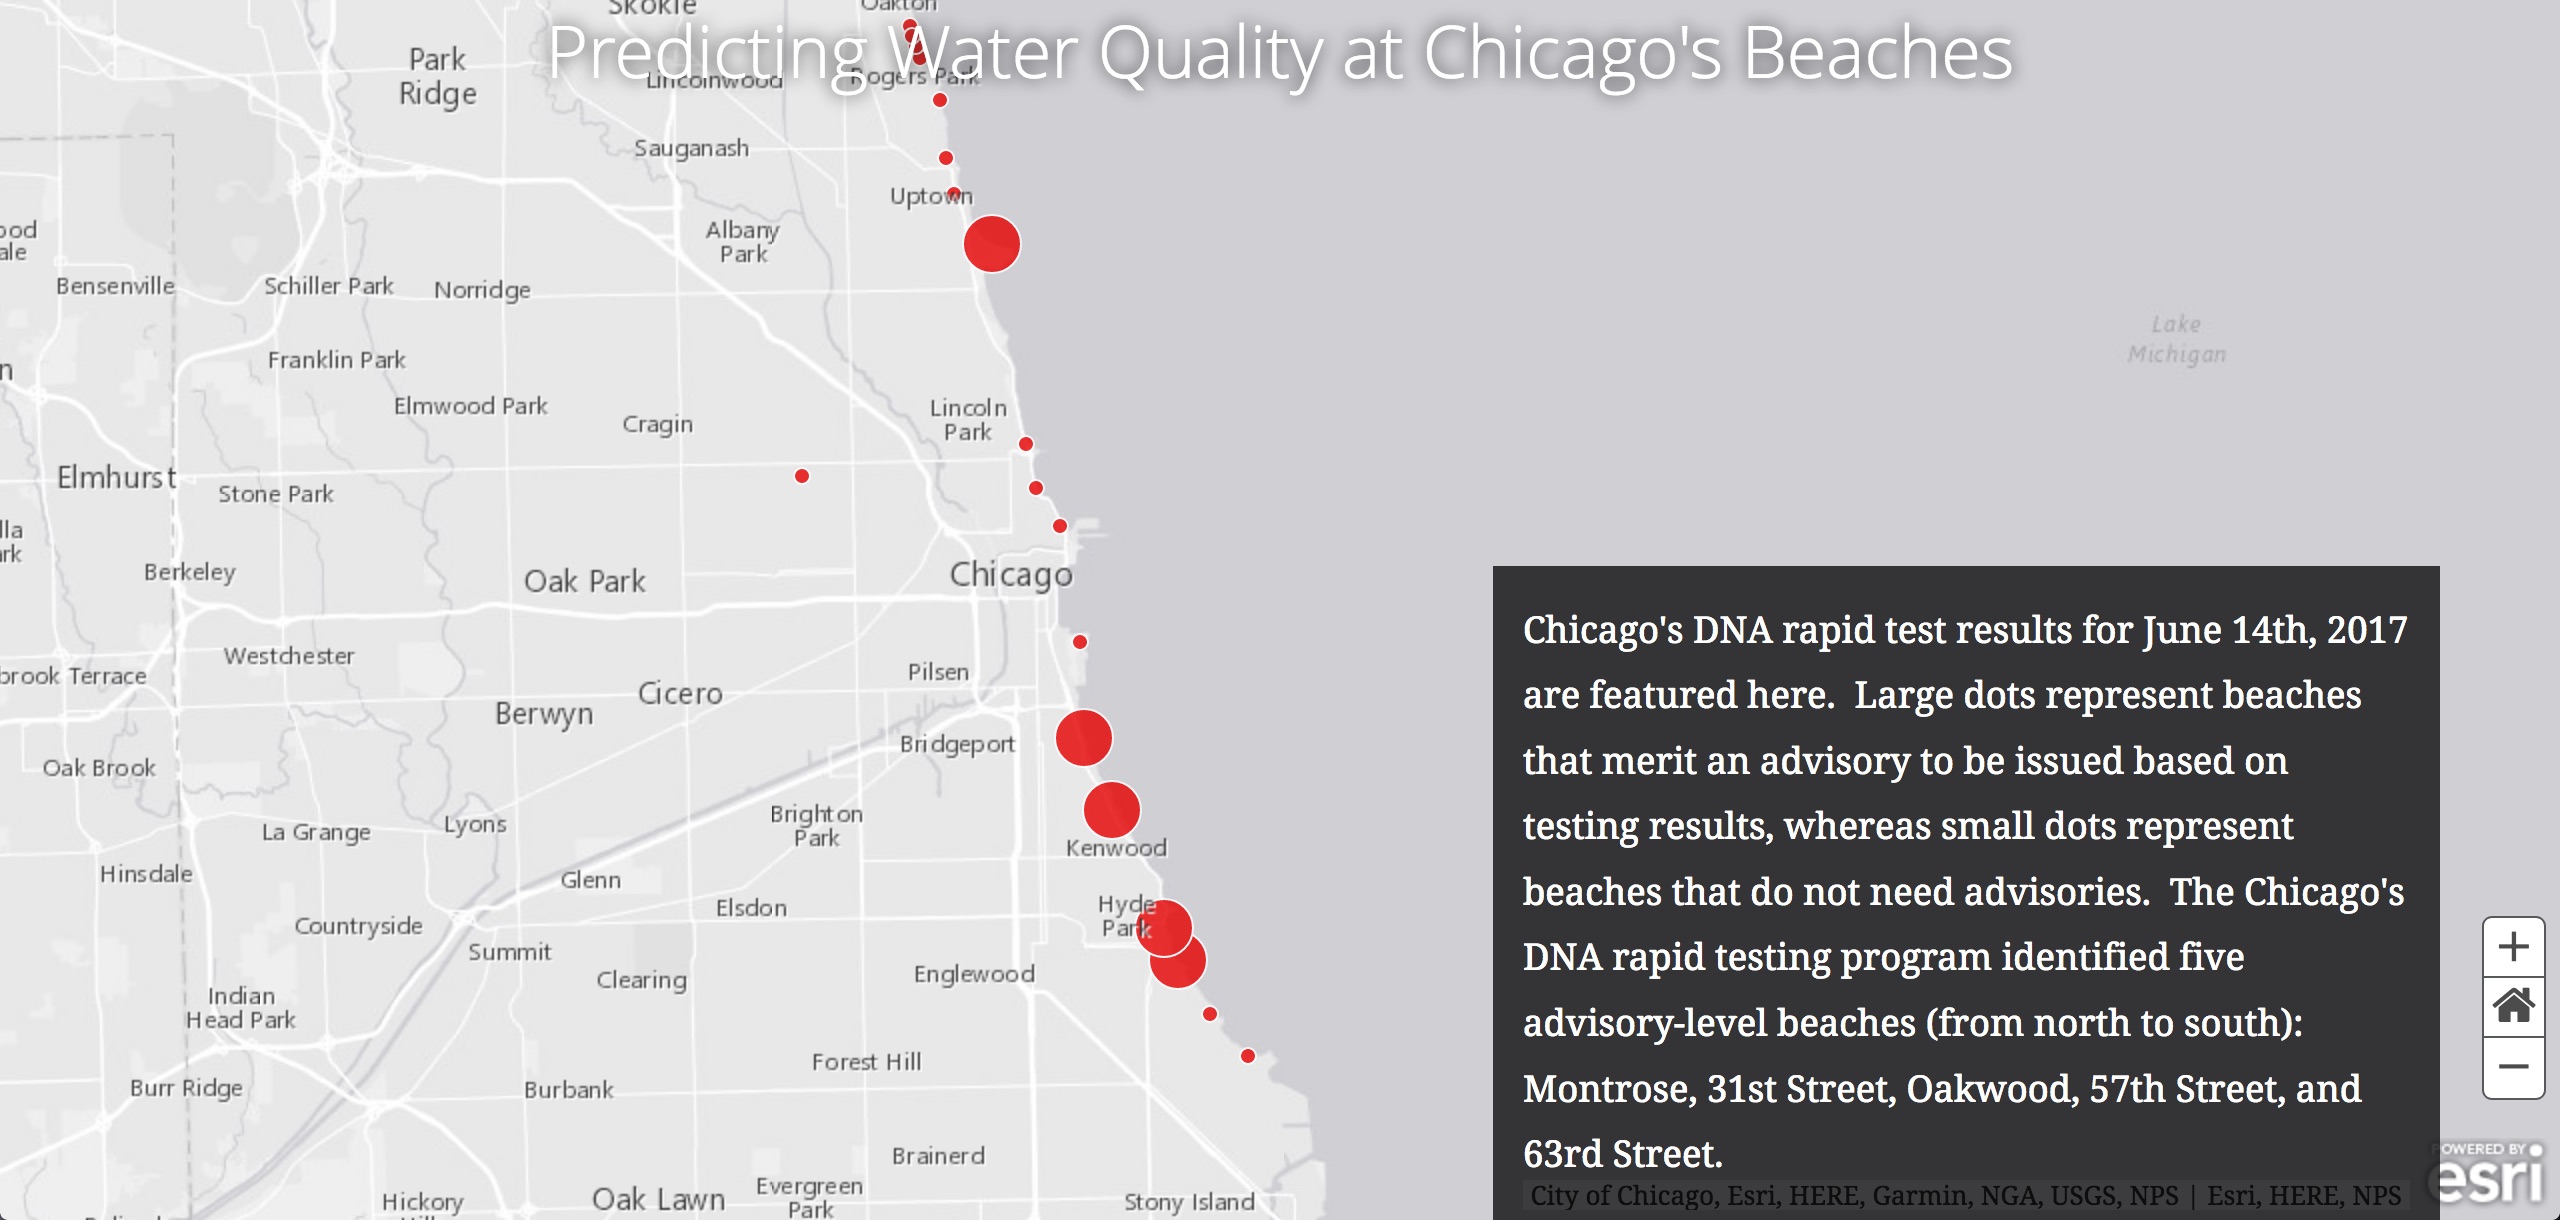 Skokie
Oakton
Predicting Water Quality at Chicago's Beaches
Park
Ridge
Lincolnwood
Rogers Park
Sauganash
Uptown
Albany
Park
Bensenville
Schiller Park
Norridge
Lake
Michigan
Franklin Park
Elmwood Park
Cragin
Lincoln
Park
Elmhurst
Stone Park
Berkeley
Oak Park
Chicago
Westchester
brook Terrace
Pilsen
Cicero
Berwyn
Bridgeport
Oak Brook
Brighton
Park
La Grange
Lyons
Kenwood
Hinsdale
Glenn
Elsdon
Hyde
Park
Countryside
Summit
Clearing
Englewood
Indian
Head Park
Forest Hill
Burr Ridge
Burbank
Brainerd
Hickory
Oak Lawn
Evergreen
Park
Stony Island
Chicago's DNA rapid test results for June 14th, 2017
are featured here.  Large dots represent beaches
that merit an advisory to be issued based on
testing results, whereas small dots represent
beaches that do not need advisories.  The Chicago's
DNA rapid testing program identified five
advisory-level beaches (from north to south):
Montrose, 31st Street, Oakwood, 57th Street, and
63rd Street.
City of Chicago, Esri, HERE, Garmin, NGA, USGS, NPS | Esri, HERE, NPS
POWERED BY
esri